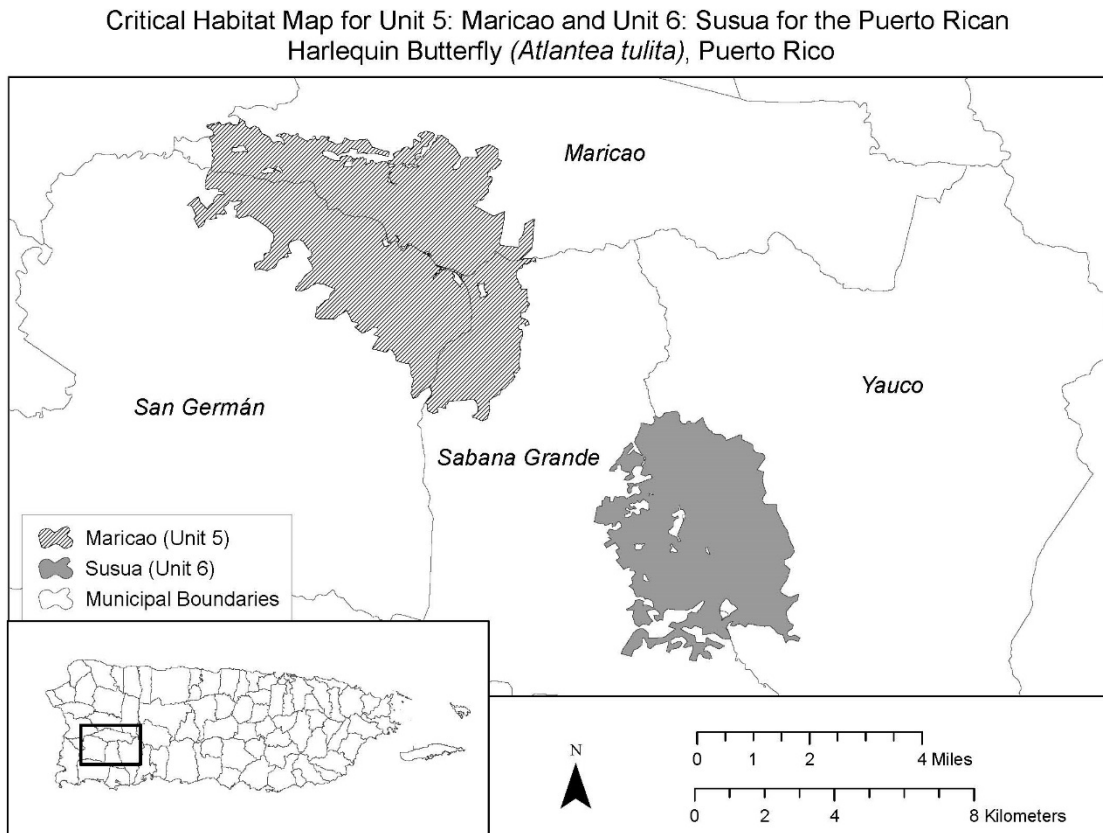 Critical Habitat Map for Unit 5: Maricao and Unit 6: Susua for the Puerto Rican
Harlequin Butterfly (Atlantea tulita), Puerto Rico
Maricao
San Germán
Yauco
Sabana Grande
Maricao (Unit 5)
Susua (Unit 6)
Municipal Boundaries
N
0 1 2 4 Miles
0 2 4 8 Kilometers